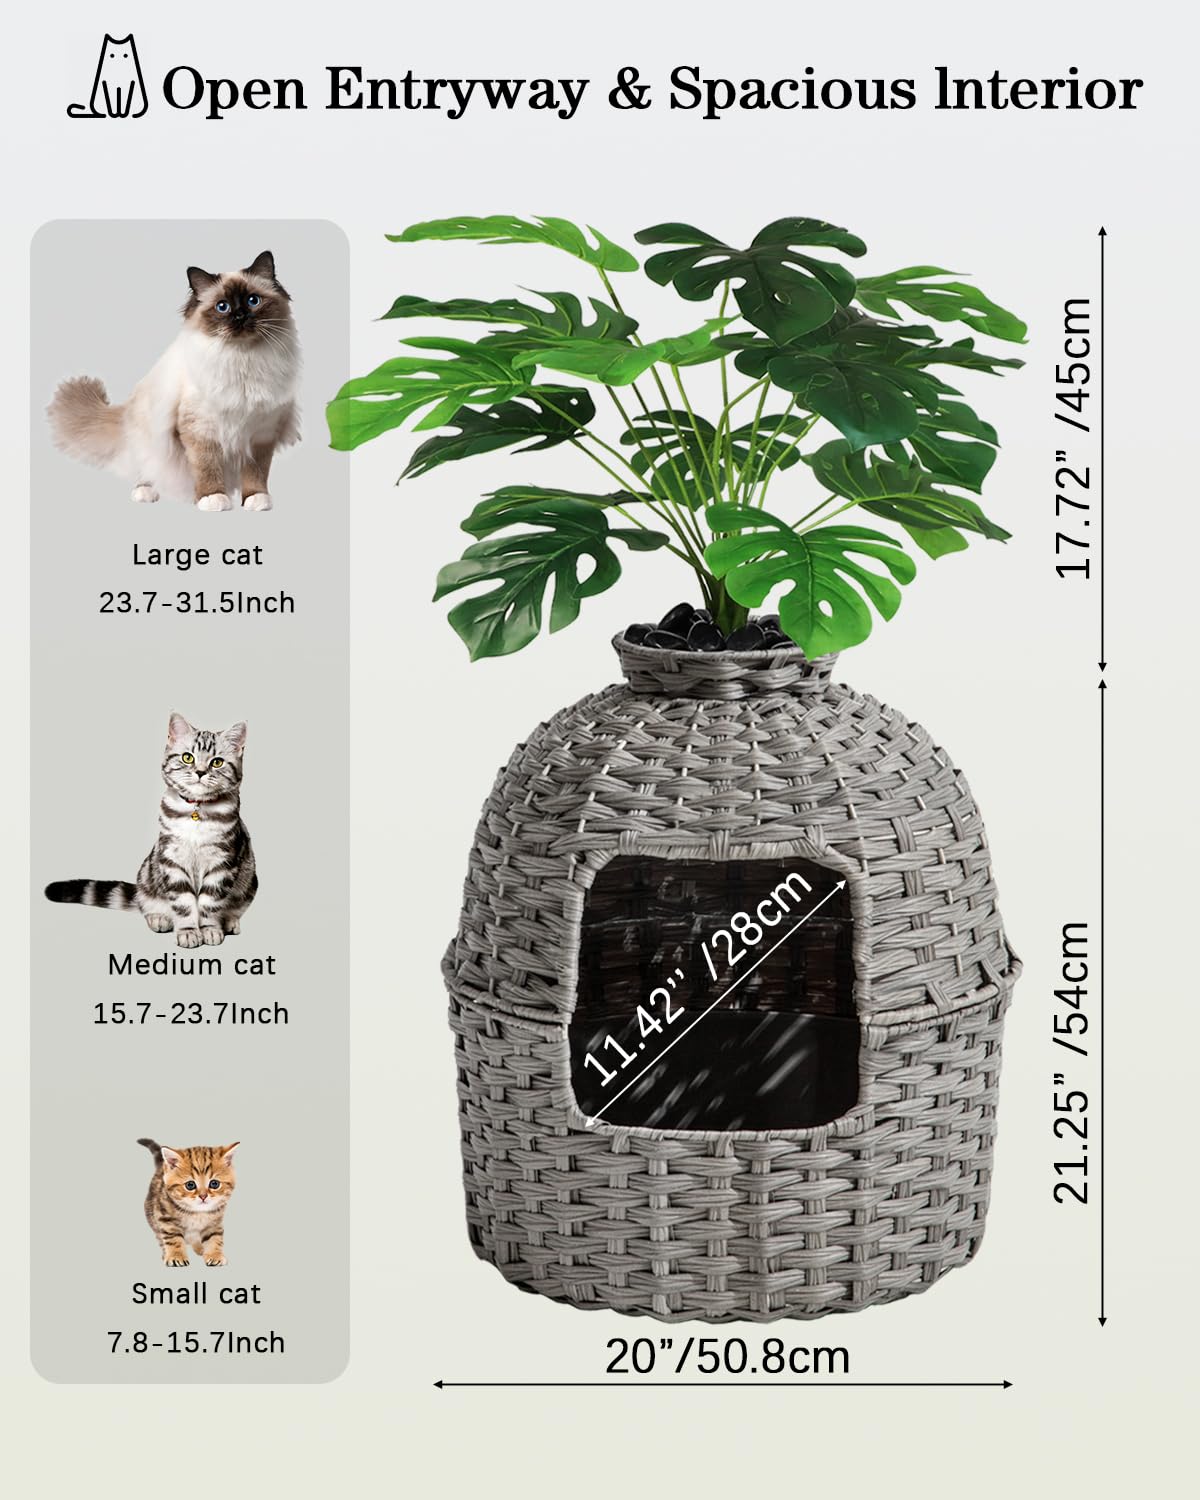 Open Entryway & Spacious Interior
Large cat
23.7-31.5Inch
Medium cat
15.7-23.7Inch
Small cat
7.8-15.7Inch
17.72” /45cm
11.42’’ /28cm
21.25” /54cm
20”/50.8cm